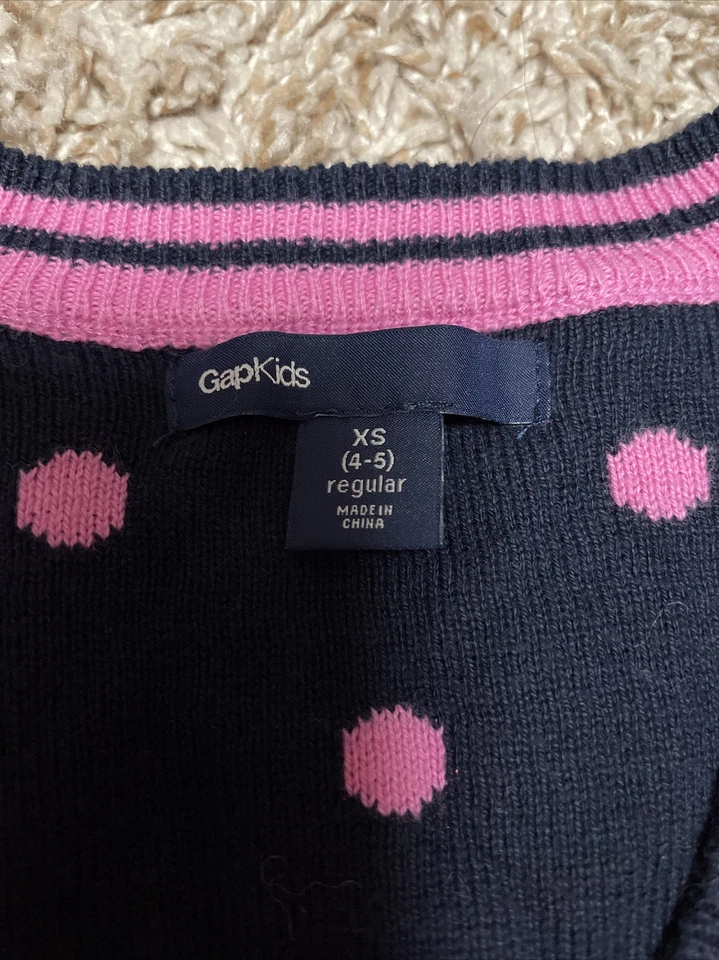 GapKids
XS
(4-5)
regular
MADE IN
CHINA